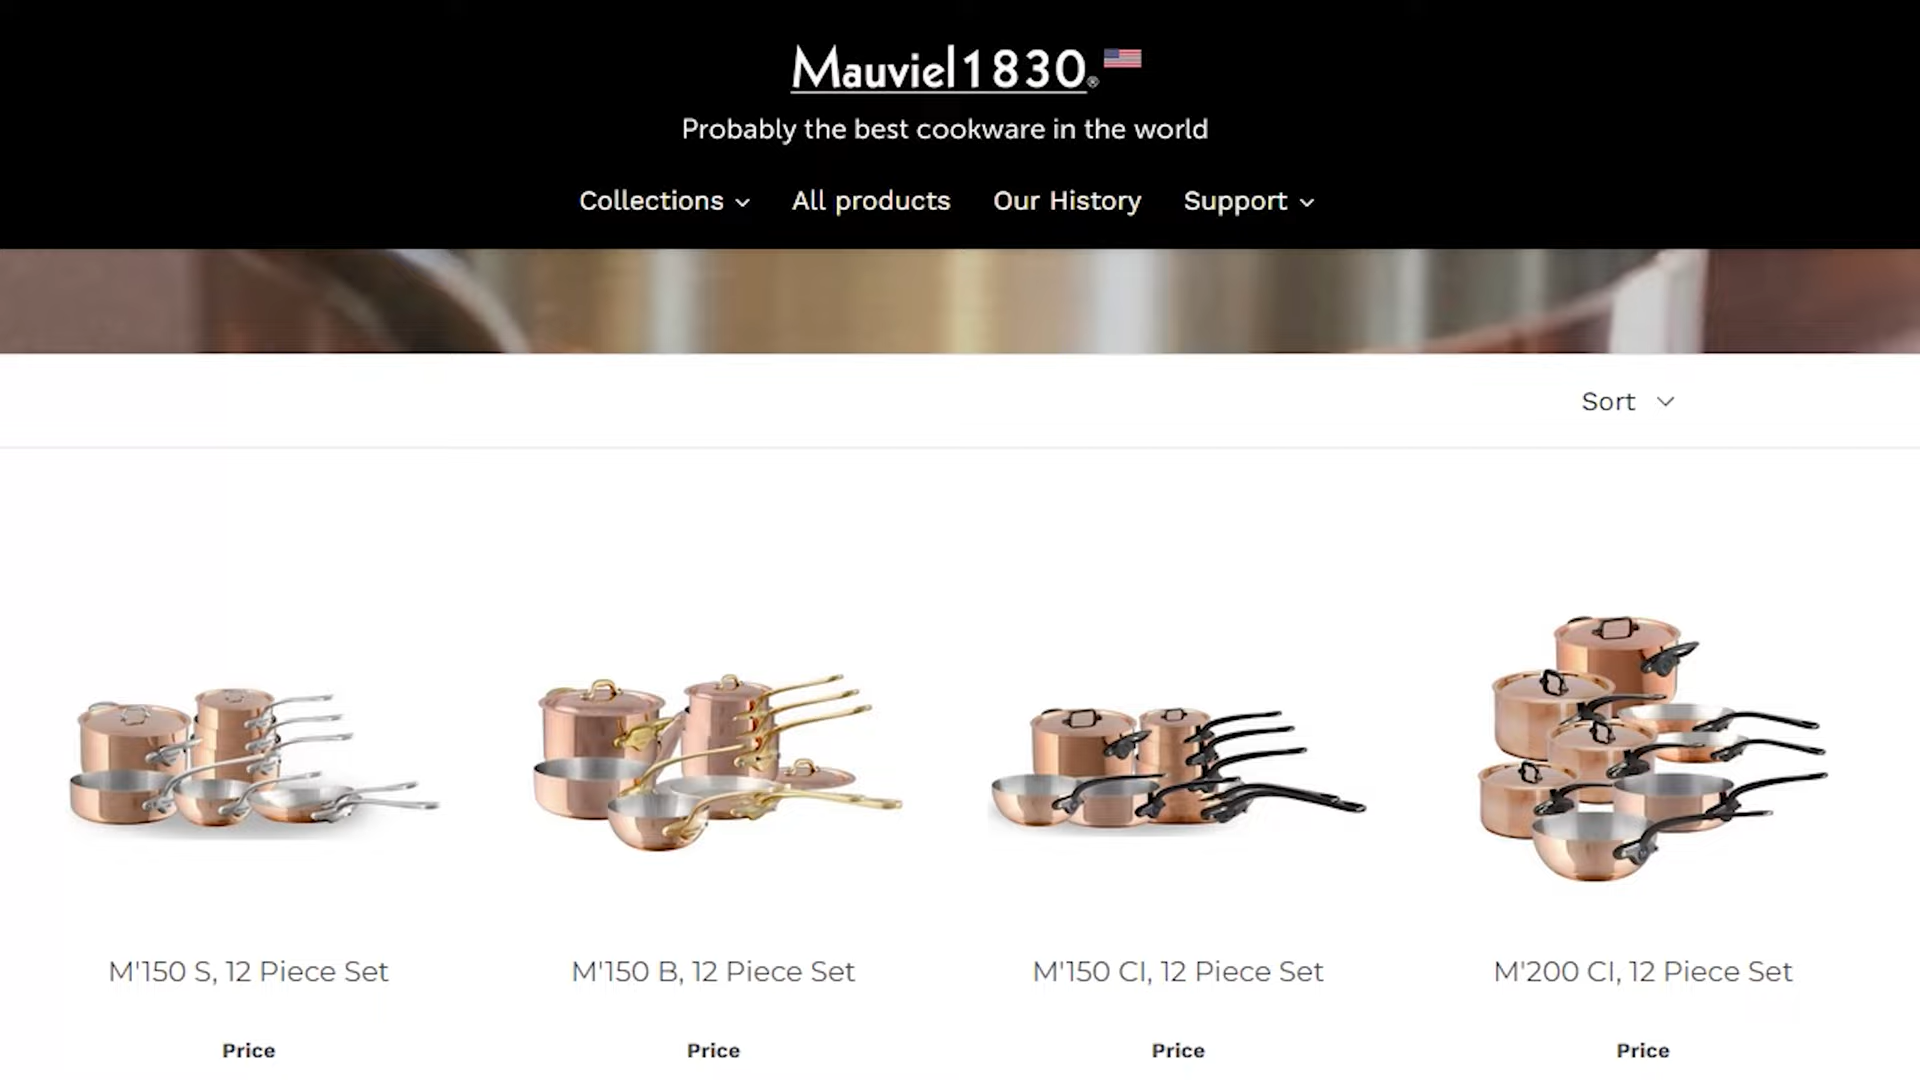 Mauviel1830®
Probably the best cookware in the world
Collections All products Our History Support
Sort
M'150 S, 12 Piece Set
M'150 B, 12 Piece Set
M'150 CI, 12 Piece Set
M'200 CI, 12 Piece Set
Price
Price
Price
Price